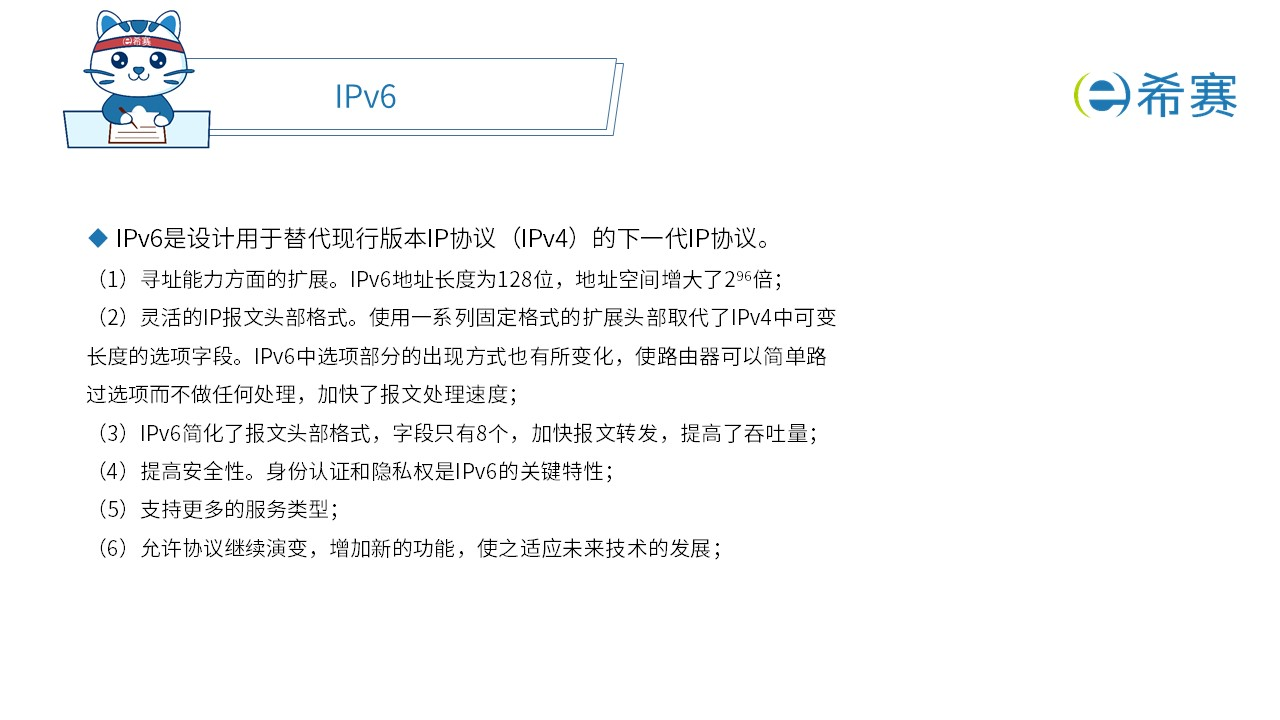 希赛
IPv6
希赛
◆ IPv6是设计用于替代现行版本IP协议（IPv4）的下一代IP协议。
（1）寻址能力方面的扩展。IPv6地址长度为128位，地址空间增大了2⁹⁶倍；
（2）灵活的IP报文头部格式。使用一系列固定格式的扩展头部取代了IPv4中可变
长度的选项字段。IPv6中选项部分的出现方式也有所变化，使路由器可以简单路
过选项而不做任何处理，加快了报文处理速度；
（3）IPv6简化了报文头部格式，字段只有8个，加快报文转发，提高了吞吐量；
（4）提高安全性。身份认证和隐私权是IPv6的关键特性；
（5）支持更多的服务类型；
（6）允许协议继续演变，增加新的功能，使之适应未来技术的发展；